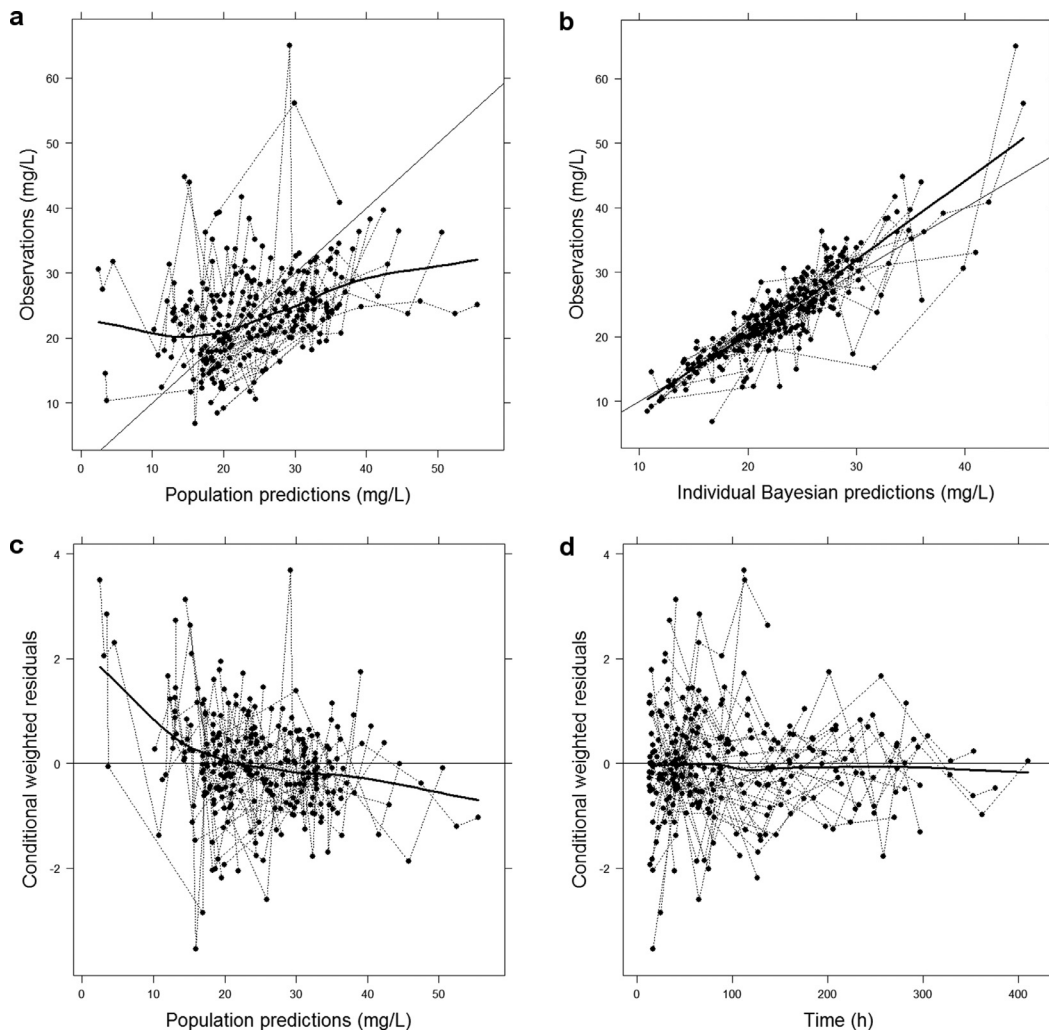 a
60
50
40
30
20
10
Observations (mg/L)
0 10 20 30 40 50
Population predictions (mg/L)
b
60
50
40
30
20
10
Observations (mg/L)
10 20 30 40
Individual Bayesian predictions (mg/L)
c
4
2
0
-2
Conditional weighted residuals
0 10 20 30 40 50
Population predictions (mg/L)
d
4
2
0
-2
Conditional weighted residuals
0 100 200 300 400
Time (h)